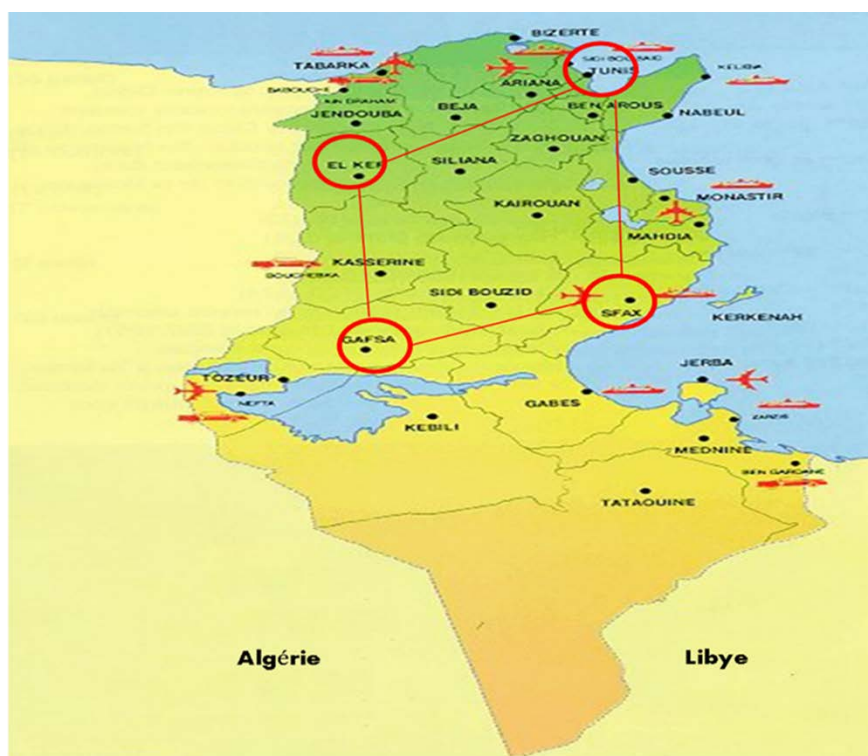 BIZERTE
SIDI BOU SAID
TABARKA
TUNIS
KELIBIA
ARIANA
BABOUCHE
AIN DRAHAM
BEJA
BEN AROUS
JENDOUBA
NABEUL
ZAGHOUAN
EL KEF
SILIANA
SOUSSE
MONASTIR
KAIROUAN
MAHDIA
KASSERINE
BOUCHEBKA
SIDI BOUZID
SFAX
KERKENAH
GAFSA
JERBA
TOZEUR
NEFTA
GABES
KEBILI
ZARZIS
MEDNINE
BEN GARDANE
TATAOUINE
Algérie
Libye